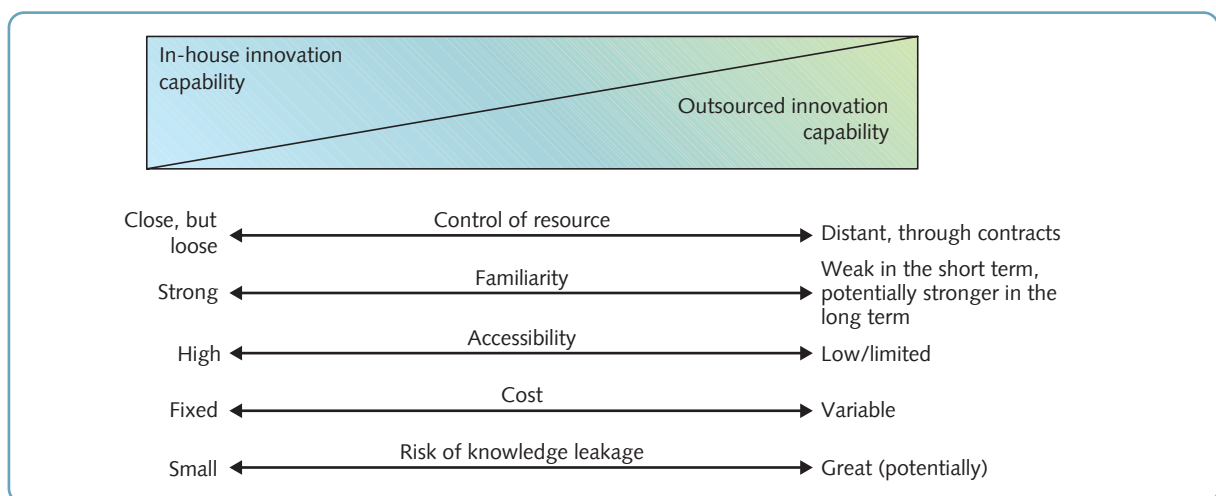 In-house innovation
capability
Outsourced innovation
capability
Close, but
loose
Control of resource
Distant, through contracts
Strong
Familiarity
Weak in the short term,
potentially stronger in the
long term
High
Accessibility
Low/limited
Fixed
Cost
Variable
Small
Risk of knowledge leakage
Great (potentially)